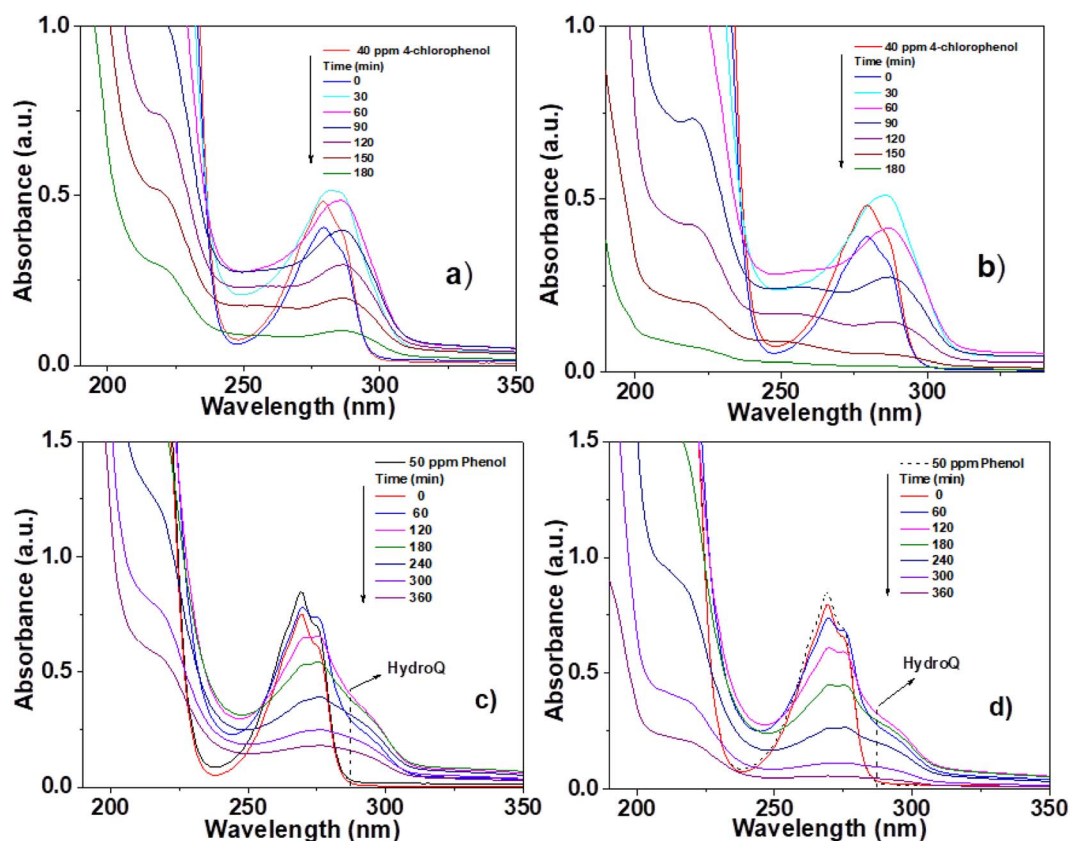 1.0
0.5
0.0
200
250
300
350
Wavelength (nm)
Absorbance (a.u.)
40 ppm 4-chlorophenol
Time (min)
0
30
60
90
120
150
180
a)
1.0
0.5
0.0
200
250
300
Wavelength (nm)
Absorbance (a.u.)
40 ppm 4-chlorophenol
Time (min)
0
30
60
90
120
150
180
b)
1.5
1.0
0.5
0.0
200
250
300
350
Wavelength (nm)
Absorbance (a.u.)
50 ppm Phenol
Time (min)
0
60
120
180
240
300
360
HydroQ
c)
1.5
1.0
0.5
0.0
200
250
300
350
Wavelength (nm)
Absorbance (a.u.)
50 ppm Phenol
Time (min)
0
60
120
180
240
300
360
HydroQ
d)